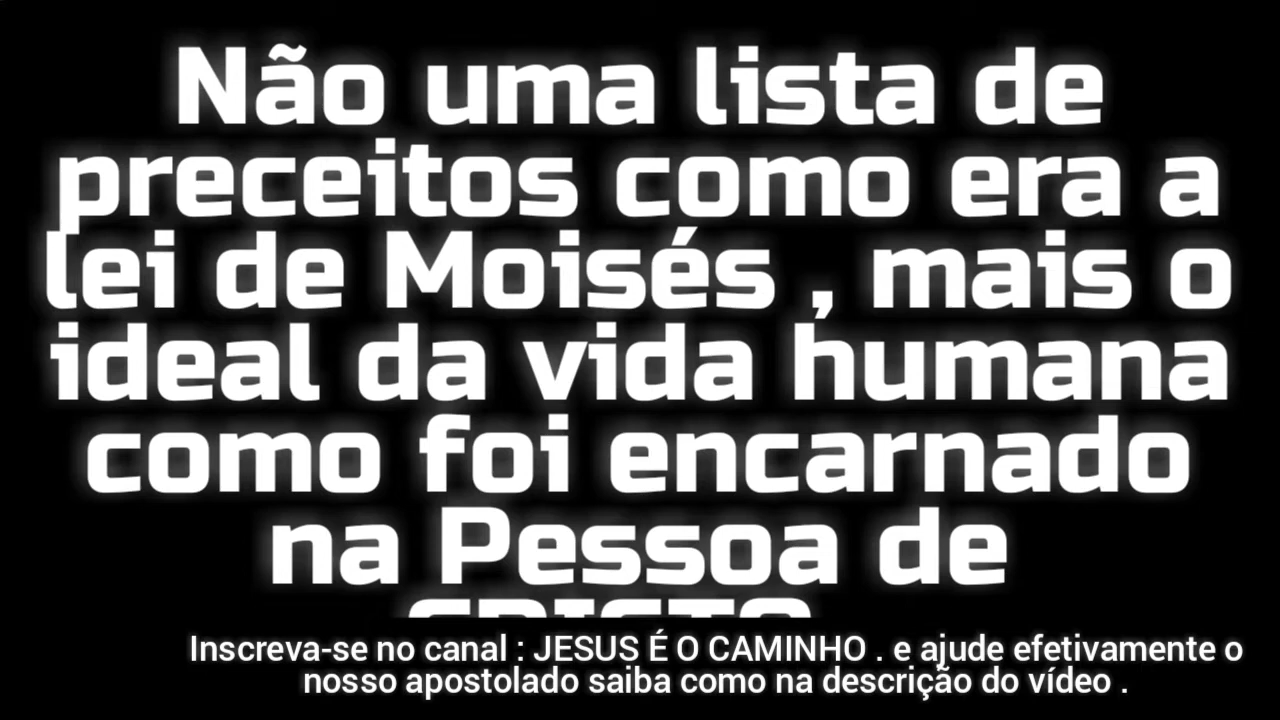 Não uma lista de
preceitos como era a
lei de Moisés , mais o
ideal da vida humana
como foi encarnado
na Pessoa de
Inscreva-se no canal : JESUS É O CAMINHO . e ajude efetivamente o
nosso apostolado saiba como na descrição do vídeo .